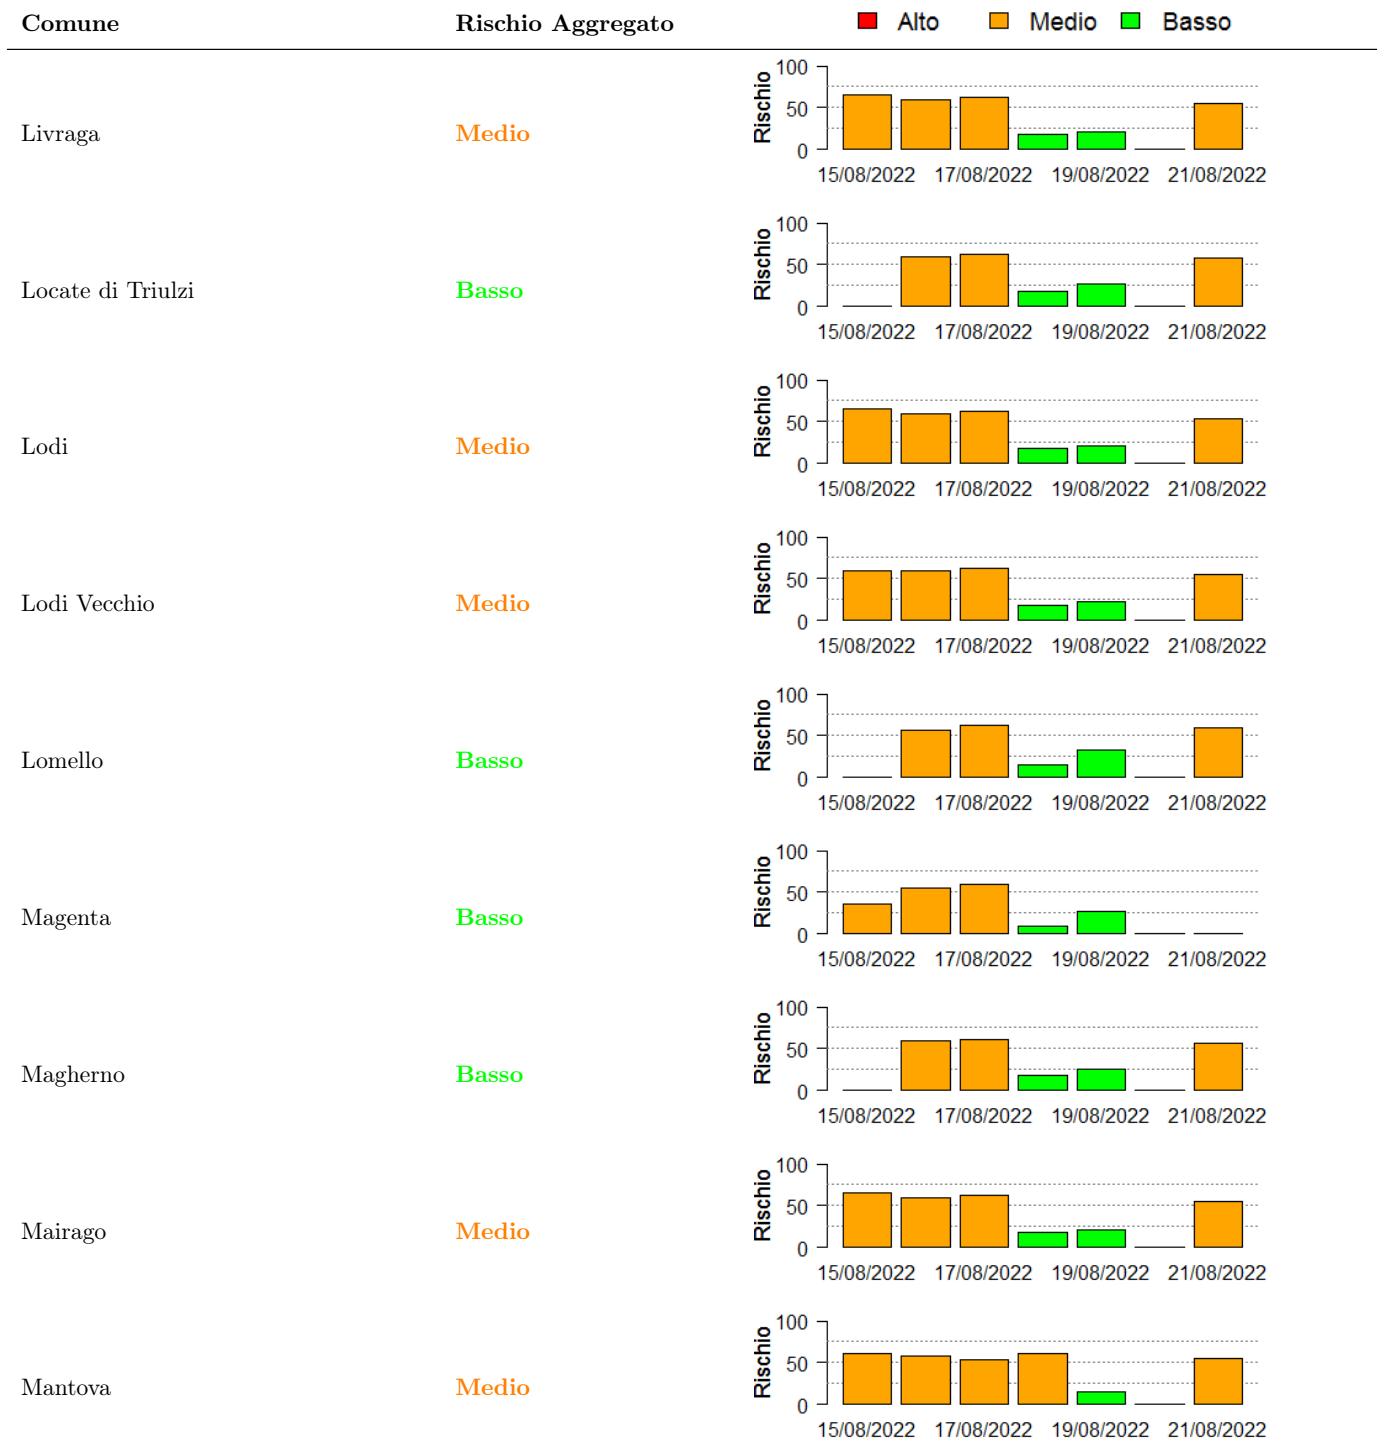 Comune Rischio Aggregato Alto Medio Basso
Livraga Medio
Rischio
100
50
0
15/08/2022 17/08/2022 19/08/2022 21/08/2022
Locate di Triulzi Basso
Rischio
100
50
0
15/08/2022 17/08/2022 19/08/2022 21/08/2022
Lodi Medio
Rischio
100
50
0
15/08/2022 17/08/2022 19/08/2022 21/08/2022
Lodi Vecchio Medio
Rischio
100
50
0
15/08/2022 17/08/2022 19/08/2022 21/08/2022
Lomello Basso
Rischio
100
50
0
15/08/2022 17/08/2022 19/08/2022 21/08/2022
Magenta Basso
Rischio
100
50
0
15/08/2022 17/08/2022 19/08/2022 21/08/2022
Magherno Basso
Rischio
100
50
0
15/08/2022 17/08/2022 19/08/2022 21/08/2022
Mairago Medio
Rischio
100
50
0
15/08/2022 17/08/2022 19/08/2022 21/08/2022
Mantova Medio
Rischio
100
50
0
15/08/2022 17/08/2022 19/08/2022 21/08/2022